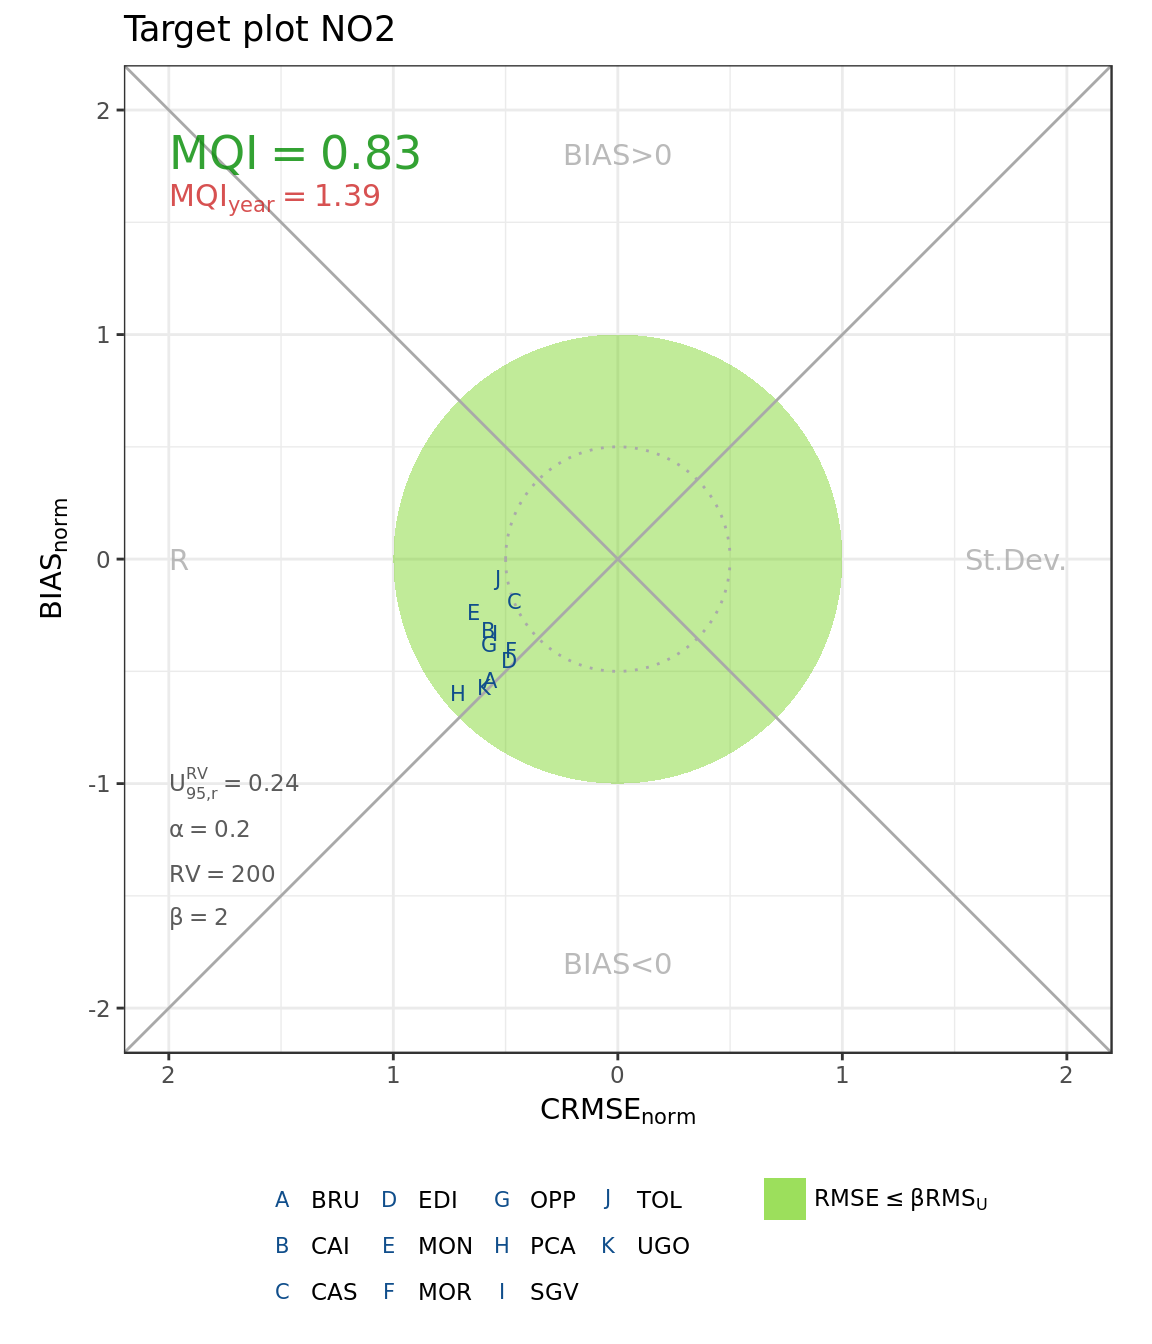 Target plot NO2
2
MQI = 0.83
BIAS>0
MQIyear = 1.39
1
BIASnorm
0
R
St.Dev.
J
C
E
B I
G F
D
A
K
H
-1
U95,rRV = 0.24
α = 0.2
RV = 200
β = 2
BIAS<0
-2
2 1 0 1 2
CRMSEnorm
A BRU D EDI G OPP J TOL RMSE ≤ βRMSU
B CAI E MON H PCA K UGO
C CAS F MOR I SGV